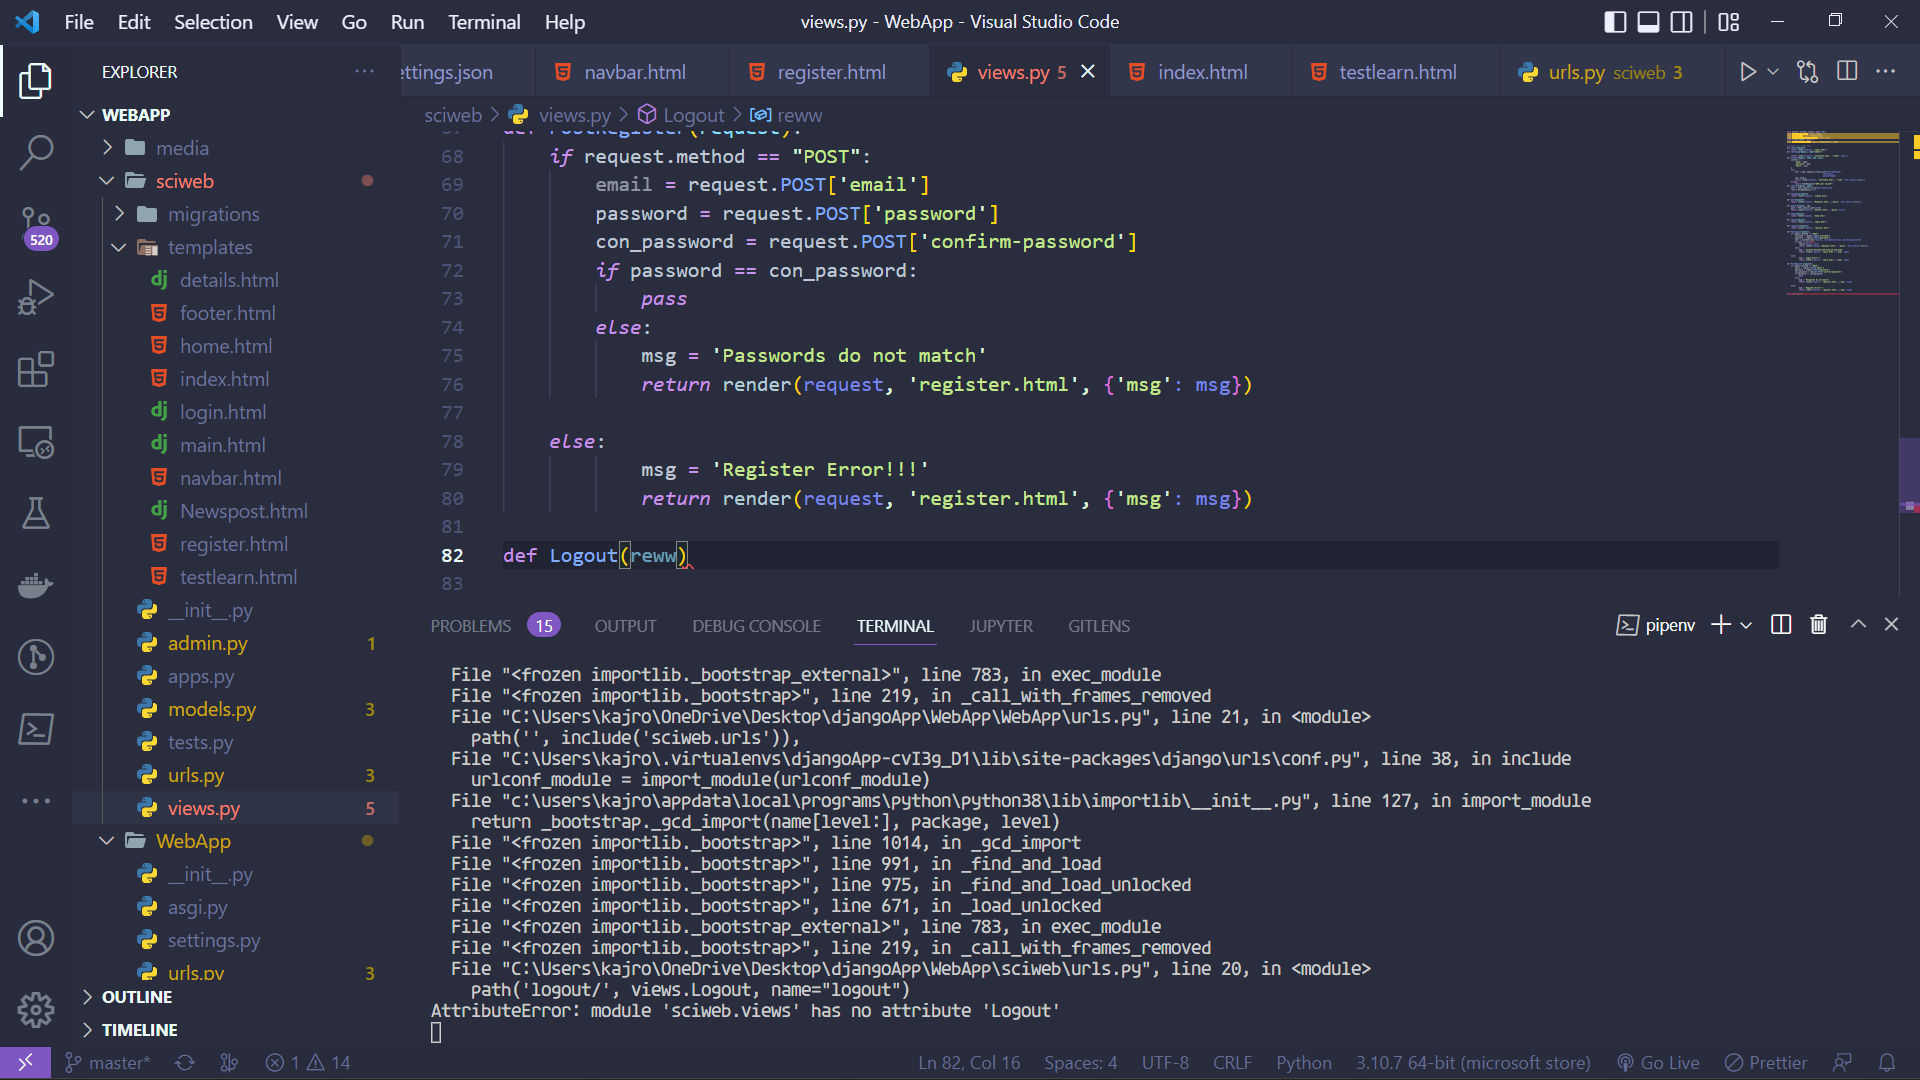 File Edit Selection View Go Run Terminal Help
views.py - WebApp - Visual Studio Code
EXPLORER
ettings.json navbar.html register.html views.py 5 index.html testlearn.html urls.py sciweb 3
sciweb > views.py > Logout > reww
WEBAPP
media
sciweb
migrations
templates
details.html
footer.html
home.html
index.html
login.html
main.html
navbar.html
Newspost.html
register.html
testlearn.html
__init__.py
admin.py 1
apps.py
models.py 3
tests.py
urls.py 3
views.py 5
WebApp
__init__.py
asgi.py
settings.py
urls.py 3
OUTLINE
TIMELINE
520
67 def PostRegister(request):
68 if request.method == "POST":
69 email = request.POST['email']
70 password = request.POST['password']
71 con_password = request.POST['confirm-password']
72 if password == con_password:
73 pass
74 else:
75 msg = 'Passwords do not match'
76 return render(request, 'register.html', {'msg': msg})
77
78 else:
79 msg = 'Register Error!!!'
80 return render(request, 'register.html', {'msg': msg})
81
82 def Logout(reww)
83
PROBLEMS 15 OUTPUT DEBUG CONSOLE TERMINAL JUPYTER GITLENS
pipenv
File "<frozen importlib._bootstrap_external>", line 783, in exec_module
File "<frozen importlib._bootstrap>", line 219, in _call_with_frames_removed
File "C:\Users\kajro\OneDrive\Desktop\djangoApp\WebApp\WebApp\urls.py", line 21, in <module>
path('', include('sciweb.urls')),
File "C:\Users\kajro\.virtualenvs\djangoApp-cvI3g_D1\lib\site-packages\django\urls\conf.py", line 38, in include
urlconf_module = import_module(urlconf_module)
File "c:\users\kajro\appdata\local\programs\python\python38\lib\importlib\__init__.py", line 127, in import_module
return _bootstrap._gcd_import(name[level:], package, level)
File "<frozen importlib._bootstrap>", line 1014, in _gcd_import
File "<frozen importlib._bootstrap>", line 991, in _find_and_load
File "<frozen importlib._bootstrap>", line 975, in _find_and_load_unlocked
File "<frozen importlib._bootstrap>", line 671, in _load_unlocked
File "<frozen importlib._bootstrap_external>", line 783, in exec_module
File "<frozen importlib._bootstrap>", line 219, in _call_with_frames_removed
File "C:\Users\kajro\OneDrive\Desktop\djangoApp\WebApp\sciweb\urls.py", line 20, in <module>
path('logout/', views.Logout, name="logout")
AttributeError: module 'sciweb.views' has no attribute 'Logout'
master* 1 14 Ln 82, Col 16 Spaces: 4 UTF-8 CRLF Python 3.10.7 64-bit (microsoft store) Go Live Prettier